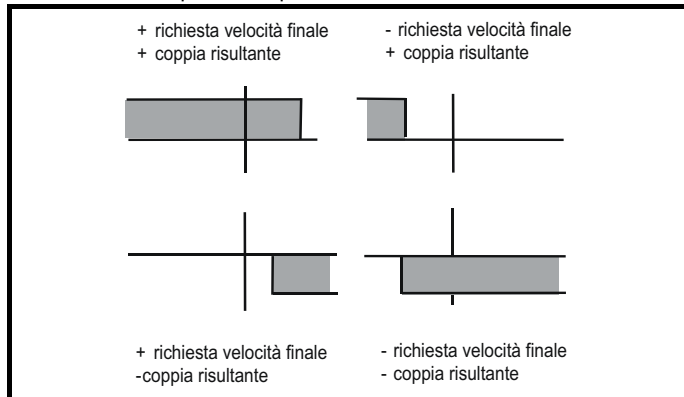 + richiesta velocità finale
+ coppia risultante
- richiesta velocità finale
+ coppia risultante
+ richiesta velocità finale
-coppia risultante
- richiesta velocità finale
- coppia risultante